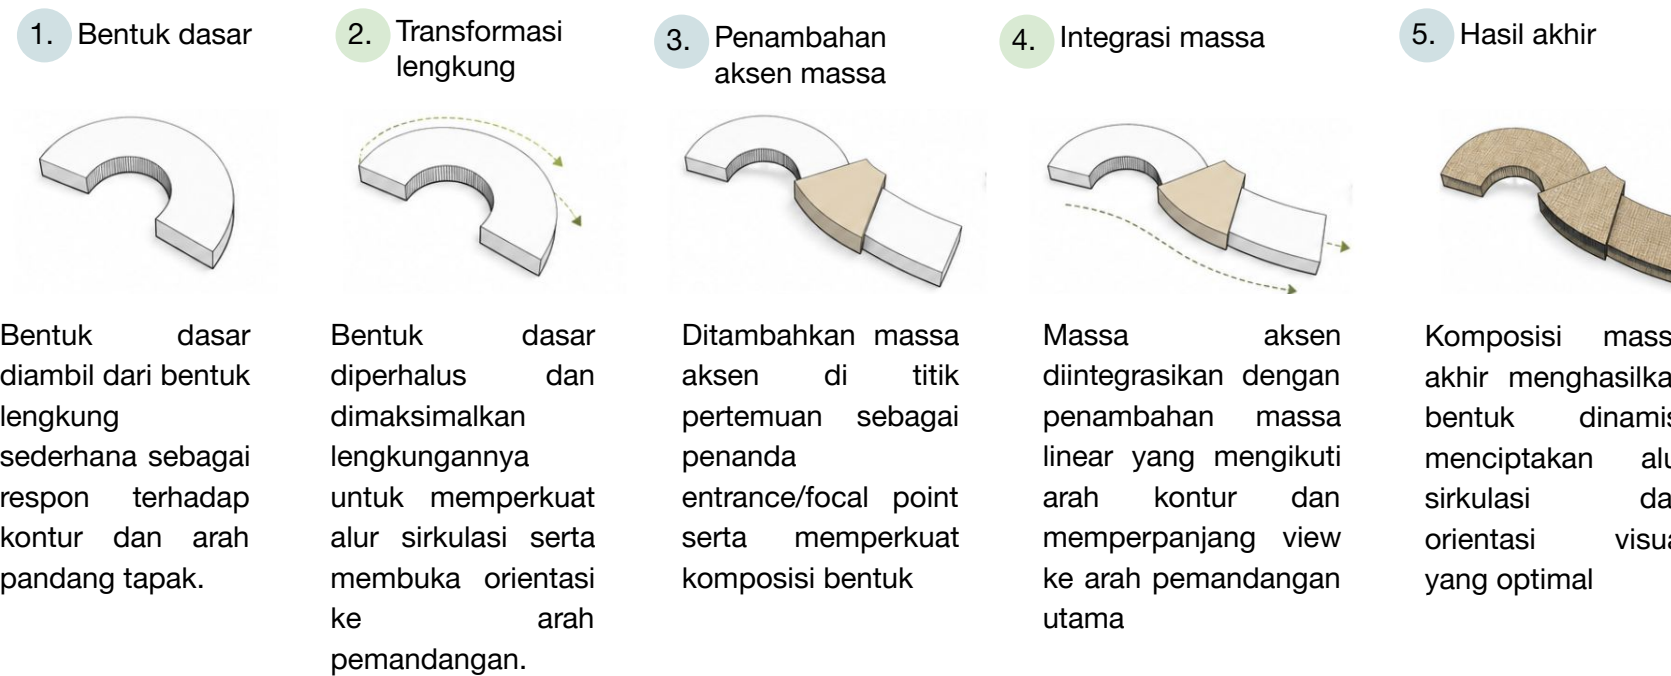 1. Bentuk dasar
Bentuk dasar
diambil dari bentuk
lengkung
sederhana sebagai
respon terhadap
kontur dan arah
pandang tapak.
2. Transformasi
lengkung
Bentuk dasar
diperhalus dan
dimaksimalkan
lengkungannya
untuk memperkuat
alur sirkulasi serta
membuka orientasi
ke arah
pemandangan.
3. Penambahan
aksen massa
Ditambahkan massa
aksen di titik
pertemuan sebagai
penanda
entrance/focal point
serta memperkuat
komposisi bentuk
4. Integrasi massa
Massa aksen
diintegrasikan dengan
penambahan massa
linear yang mengikuti
arah kontur dan
memperpanjang view
ke arah pemandangan
utama
5. Hasil akhir
Komposisi
akhir
bentuk
menciptakan
sirkulasi
orientasi
yang optimal